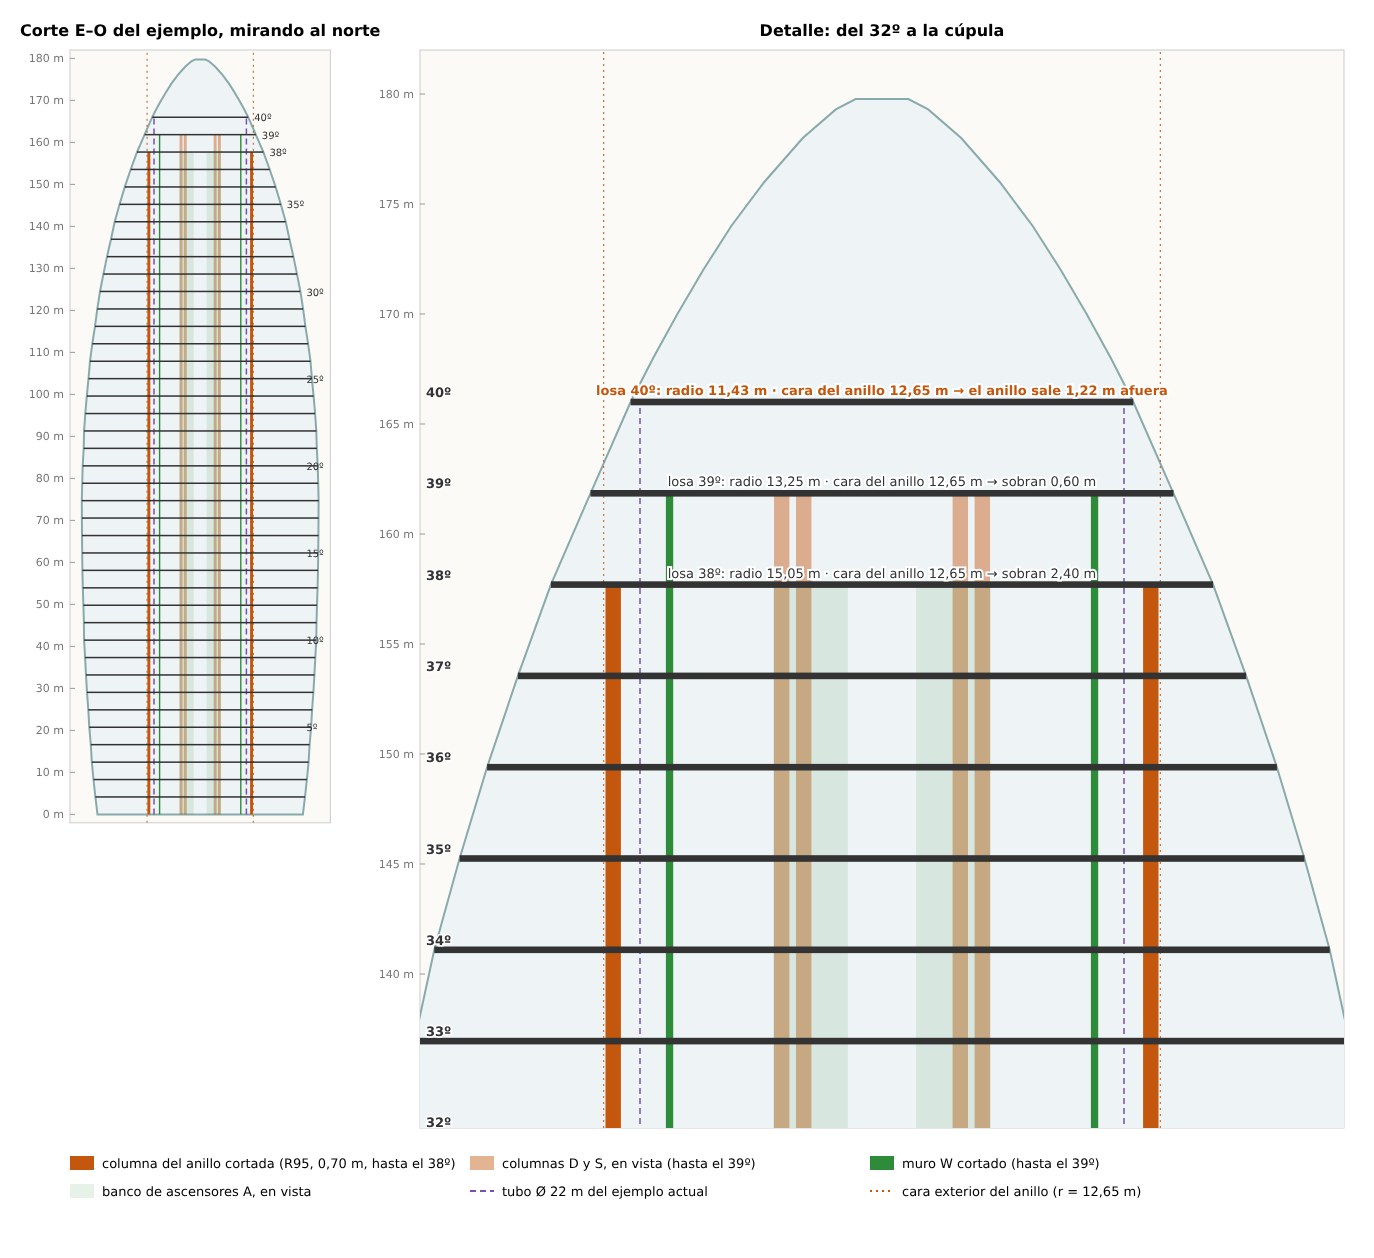 Corte E–O del ejemplo, mirando al norte
180 m
170 m
160 m
150 m
140 m
130 m
120 m
110 m
100 m
90 m
80 m
70 m
60 m
50 m
40 m
30 m
20 m
10 m
0 m
40º
39º
38º
35º
30º
25º
20º
15º
10º
5º
Detalle: del 32º a la cúpula
180 m
175 m
170 m
165 m
160 m
155 m
150 m
145 m
140 m
40º
39º
38º
37º
36º
35º
34º
33º
32º
losa 40º: radio 11,43 m · cara del anillo 12,65 m → el anillo sale 1,22 m afuera
losa 39º: radio 13,25 m · cara del anillo 12,65 m → sobran 0,60 m
losa 38º: radio 15,05 m · cara del anillo 12,65 m → sobran 2,40 m
columna del anillo cortada (R95, 0,70 m, hasta el 38º)
columnas D y S, en vista (hasta el 39º)
muro W cortado (hasta el 39º)
banco de ascensores A, en vista
tubo Ø 22 m del ejemplo actual
cara exterior del anillo (r = 12,65 m)